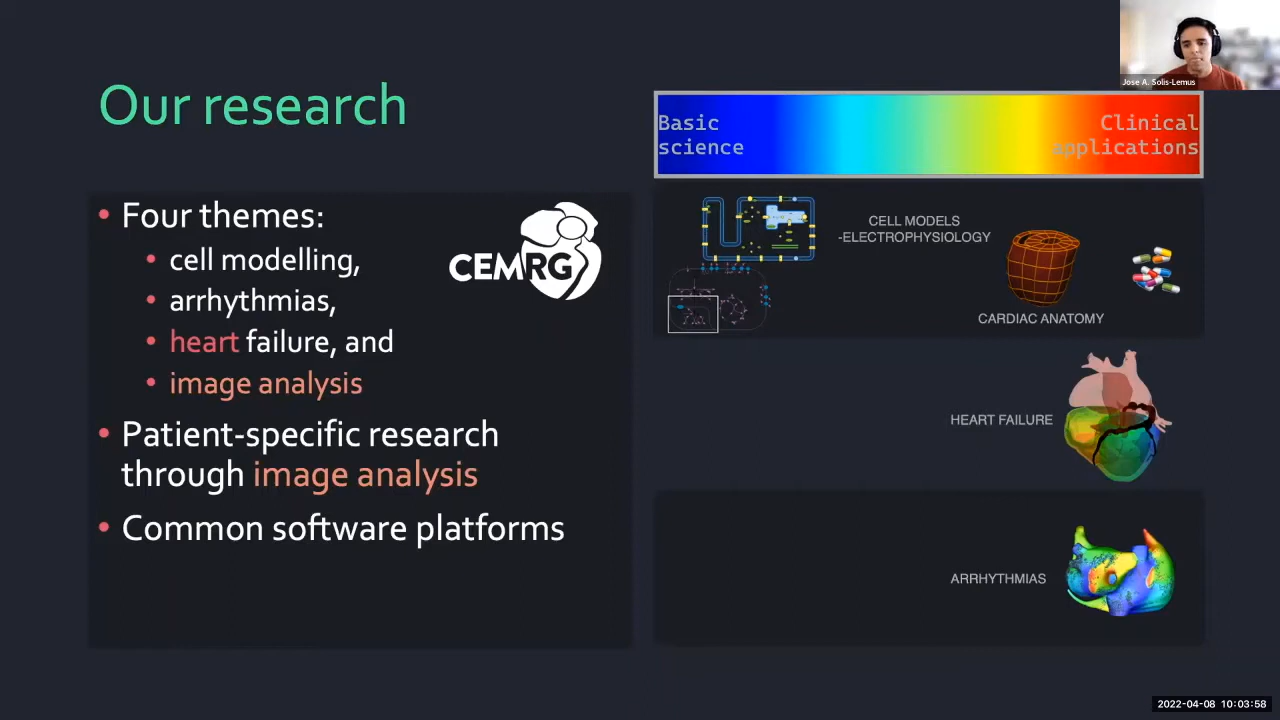 Jose A. Solis-Lemus
Our research
Basic
science
Clinical
applications
• Four themes:
• cell modelling,
• arrhythmias,
• heart failure, and
• image analysis
CEMRG
• Patient-specific research
through image analysis
• Common software platforms
CELL MODELS
-ELECTROPHYSIOLOGY
CARDIAC ANATOMY
HEART FAILURE
ARRHYTHMIAS
2022-04-08 10:03:58